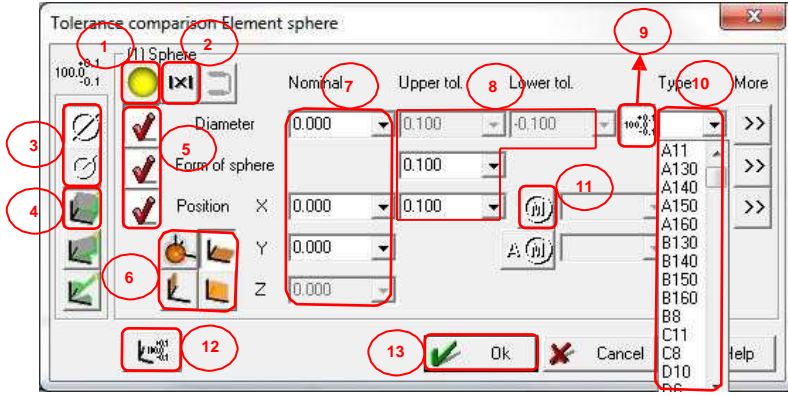 Tolerance comparison Element sphere
9
1
2
(1) Sphere
100.0 +0.1 -0.1
Nominal 7 Upper tol. 8 Lower tol. Type 10 More
Diameter 0.000 0.100 -0.100 100.0 +0.1 -0.1 >>
3
5
Form of sphere 0.100 >>
11
4
Position X 0.000 0.100 M >>
Y 0.000 A M
6
Z 0.000
A11
A130
A140
A150
A160
B130
B140
B150
B160
B8
C11
C8
D10
D6
12
13
Ok Cancel Help